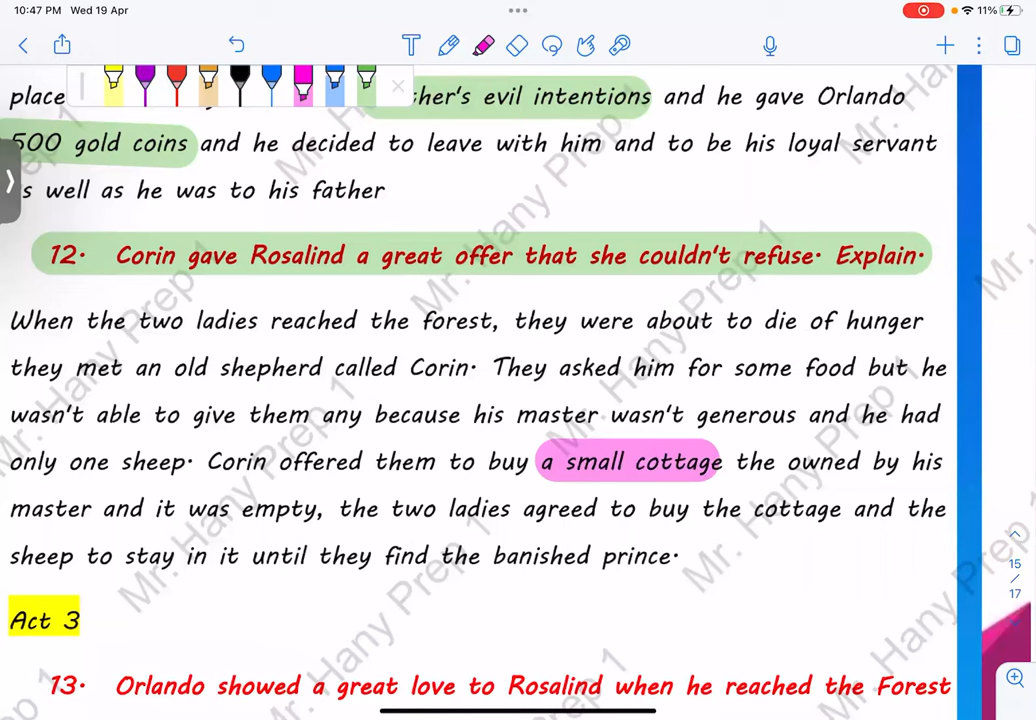 10:47 PM Wed 19 Apr
11%
place
ther's evil intentions and he gave Orlando
500 gold coins and he decided to leave with him and to be his loyal servant
s well as he was to his father
12. Corin gave Rosalind a great offer that she couldn't refuse. Explain.
When the two ladies reached the forest, they were about to die of hunger
they met an old shepherd called Corin. They asked him for some food but he
wasn't able to give them any because his master wasn't generous and he had
only one sheep. Corin offered them to buy a small cottage the owned by his
master and it was empty, the two ladies agreed to buy the cottage and the
sheep to stay in it until they find the banished prince.
Act 3
13. Orlando showed a great love to Rosalind when he reached the Forest
15
/
17
Mr. Hany Prep 1